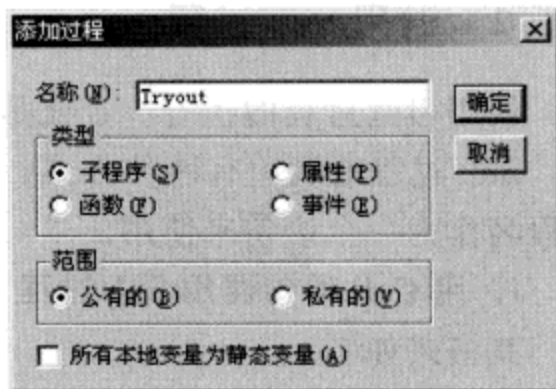 添加过程
名称(N): Tryout
确定
类型
取消
子程序(S)
属性(P)
函数(F)
事件(E)
范围
公有的(B)
私有的(V)
所有本地变量为静态变量(A)